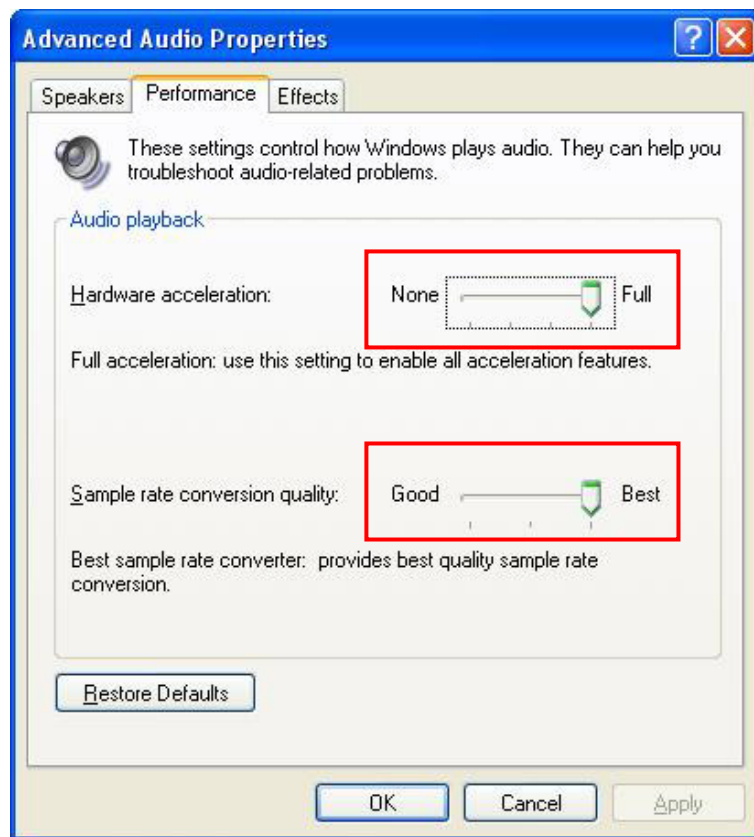 Advanced Audio Properties
Speakers Performance Effects
These settings control how Windows plays audio. They can help you
troubleshoot audio-related problems.
Audio playback
Hardware acceleration: None Full
Full acceleration: use this setting to enable all acceleration features.
Sample rate conversion quality: Good Best
Best sample rate converter: provides best quality sample rate
conversion.
Restore Defaults
OK Cancel Apply